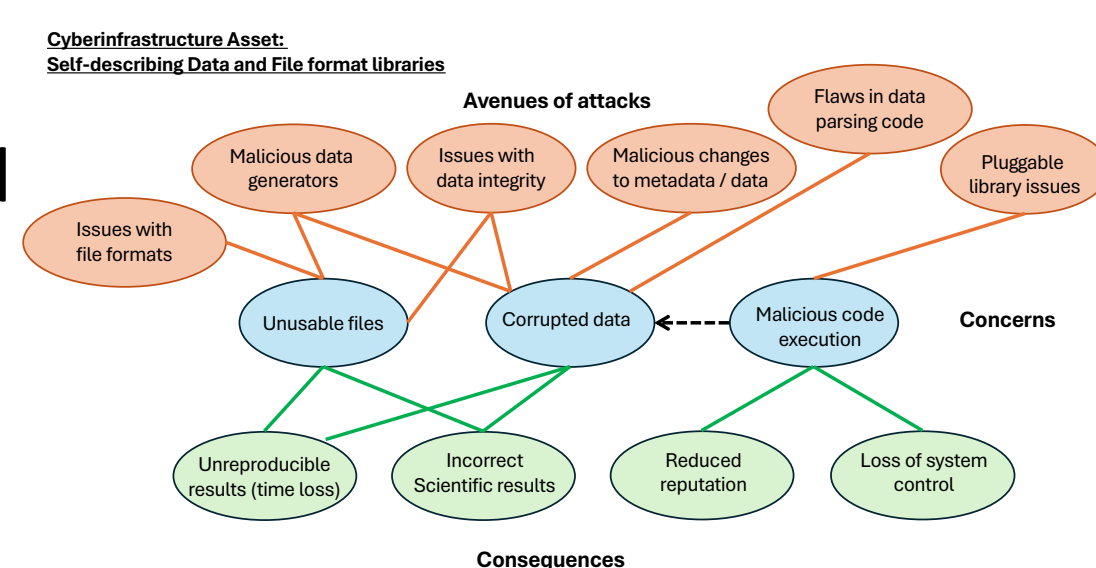 Cyberinfrastructure Asset:
Self-describing Data and File format libraries
Avenues of attacks
Flaws in data
parsing code
Malicious data
generators
Issues with
data integrity
Malicious changes
to metadata / data
Pluggable
library issues
Issues with
file formats
Unusable files
Corrupted data
Malicious code
execution
Concerns
Unreproducible
results (time loss)
Incorrect
Scientific results
Reduced
reputation
Loss of system
control
Consequences